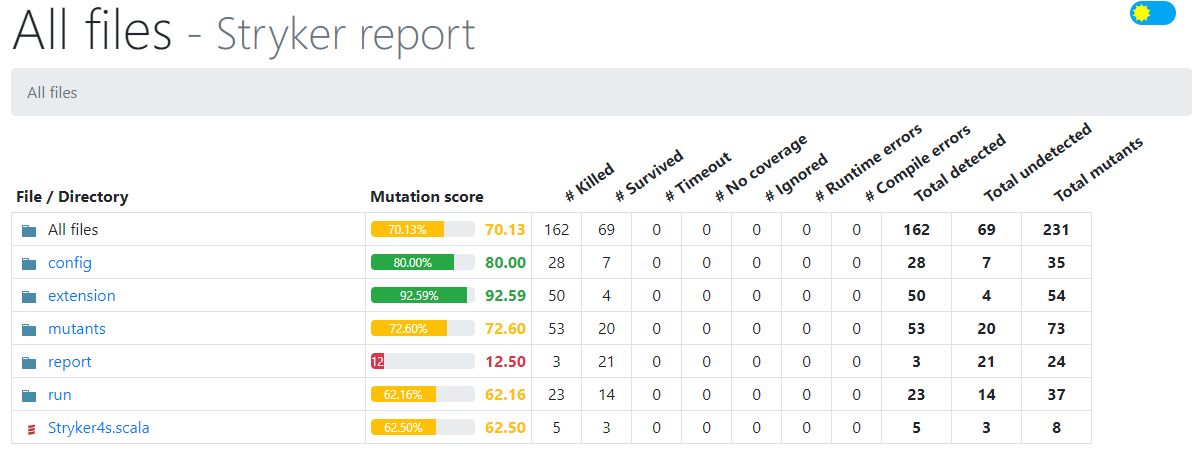 All files - Stryker report
All files
File / Directory Mutation score # Killed # Survived # Timeout # No coverage # Ignored # Runtime errors # Compile errors Total detected Total undetected Total mutants
All files 70.13% 70.13 162 69 0 0 0 0 0 162 69 231
config 80.00% 80.00 28 7 0 0 0 0 0 28 7 35
extension 92.59% 92.59 50 4 0 0 0 0 0 50 4 54
mutants 72.60% 72.60 53 20 0 0 0 0 0 53 20 73
report 12 12.50 3 21 0 0 0 0 0 3 21 24
run 62.16% 62.16 23 14 0 0 0 0 0 23 14 37
Stryker4s.scala 62.50% 62.50 5 3 0 0 0 0 0 5 3 8